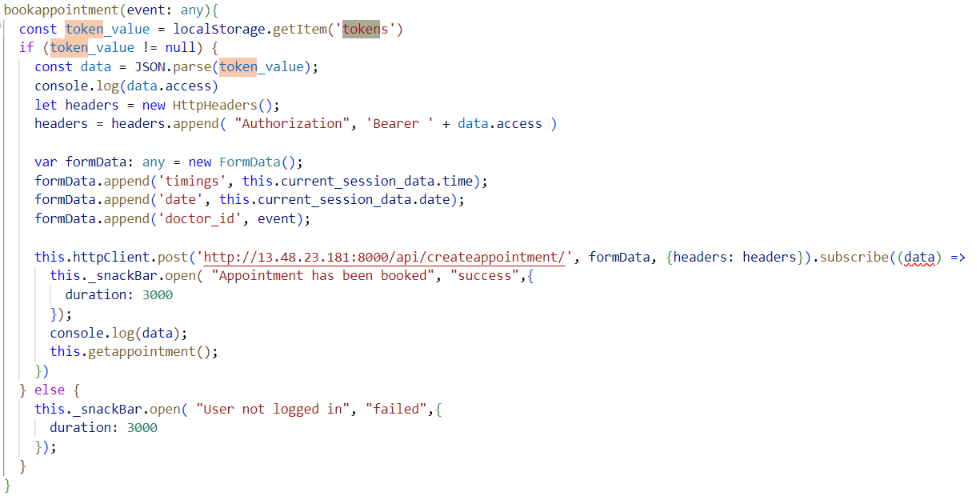 bookappointment(event: any){
const token_value = localStorage.getItem('tokens')
if (token_value != null) {
const data = JSON.parse(token_value);
console.log(data.access)
let headers = new HttpHeaders();
headers = headers.append( "Authorization", 'Bearer ' + data.access )
var formData: any = new FormData();
formData.append('timings', this.current_session_data.time);
formData.append('date', this.current_session_data.date);
formData.append('doctor_id', event);
this.httpClient.post('http://13.48.23.181:8000/api/createappointment/', formData, {headers: headers}).subscribe((data) =>
this._snackBar.open( "Appointment has been booked", "success",{
duration: 3000
});
console.log(data);
this.getappointment();
})
} else {
this._snackBar.open( "User not logged in", "failed",{
duration: 3000
});
}
}